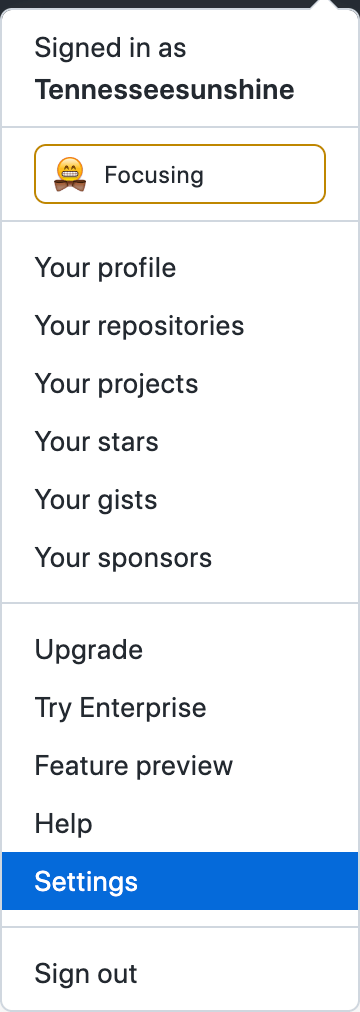 Signed in as
Tennesseesunshine
Focusing
Your profile
Your repositories
Your projects
Your stars
Your gists
Your sponsors
Upgrade
Try Enterprise
Feature preview
Help
Settings
Sign out